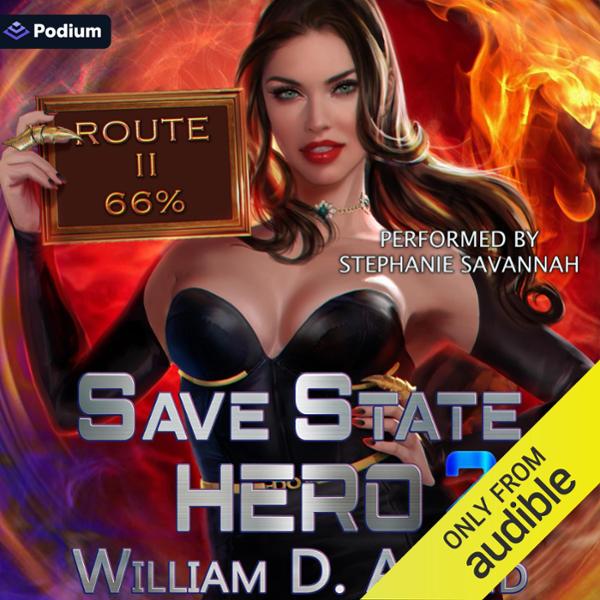 Podium
ROUTE
II
66%
PERFORMED BY
STEPHANIE SAVANNAH
SAVE STATE
HERO
WILLIAM D.
ONLY FROM
audible